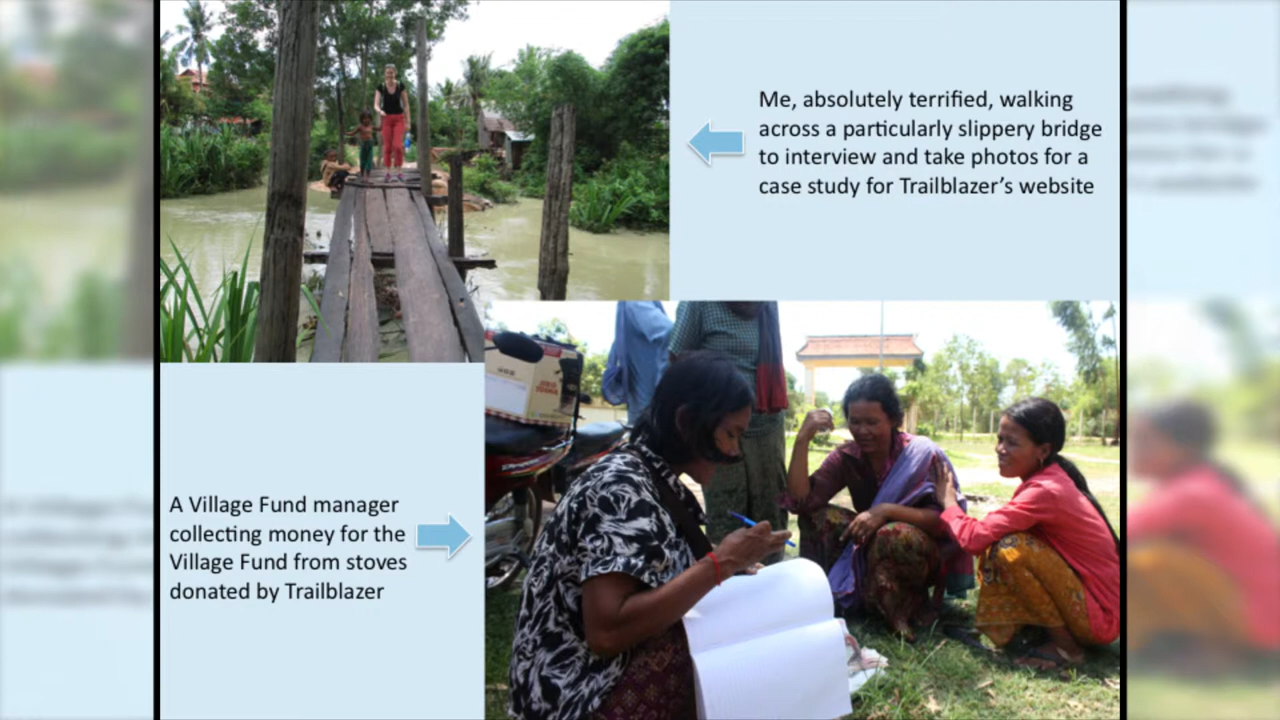 Me, absolutely terrified, walking
across a particularly slippery bridge
to interview and take photos for a
case study for Trailblazer’s website
A Village Fund manager
collecting money for the
Village Fund from stoves
donated by Trailblazer